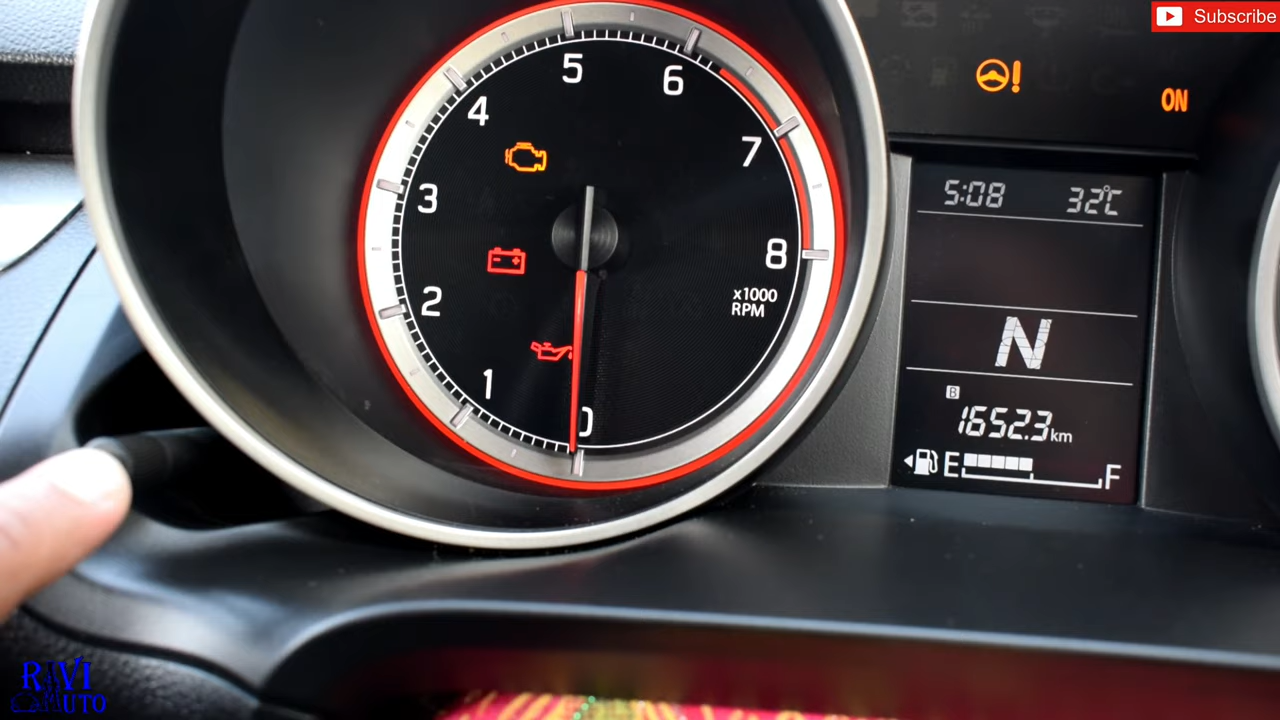 Subscribe
5
6
4
7
3
8
2
x1000
RPM
1
0
ON
5:08 32℃
N
B
1652.3 km
E F
RAVI
AUTO